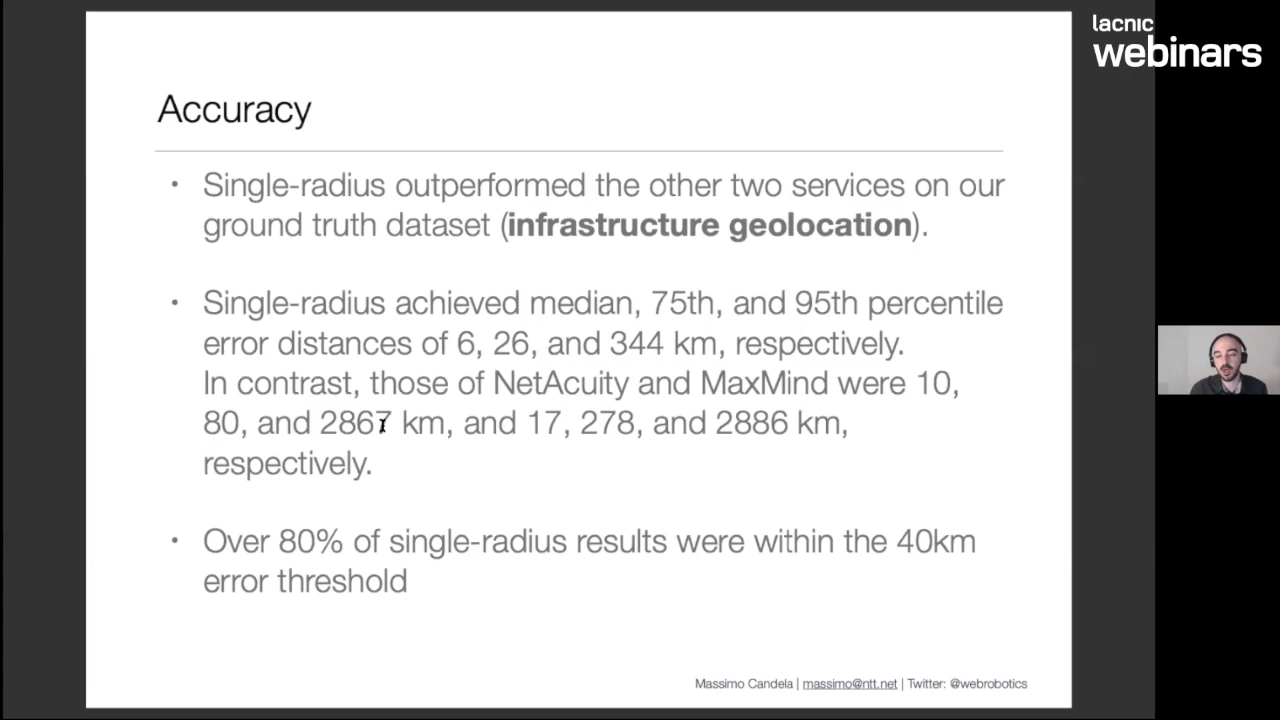 lacnic
webinars
Accuracy
• Single-radius outperformed the other two services on our
ground truth dataset (infrastructure geolocation).
• Single-radius achieved median, 75th, and 95th percentile
error distances of 6, 26, and 344 km, respectively.
In contrast, those of NetAcuity and MaxMind were 10,
80, and 2867 km, and 17, 278, and 2886 km,
respectively.
• Over 80% of single-radius results were within the 40km
error threshold
Massimo Candela | massimo@ntt.net | Twitter: @webrobotics